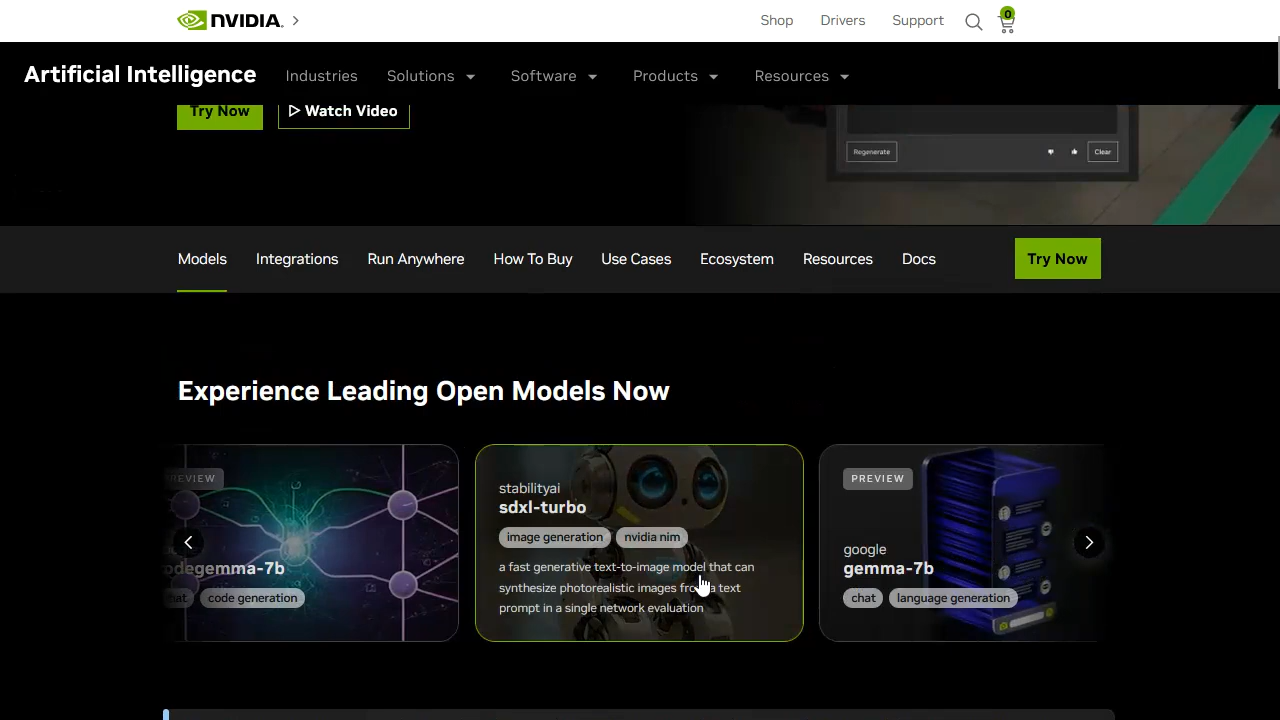 NVIDIA.
Shop
Drivers
Support
0
Artificial Intelligence
Industries
Solutions
Software
Products
Resources
Try Now
Watch Video
Regenerate
Clear
Models
Integrations
Run Anywhere
How To Buy
Use Cases
Ecosystem
Resources
Docs
Try Now
Experience Leading Open Models Now
odegemma-7b
code generation
stabilityai
sdxl-turbo
image generation
nvidia nim
a fast generative text-to-image model that can
synthesize photorealistic images from a text
prompt in a single network evaluation
PREVIEW
google
gemma-7b
chat
language generation